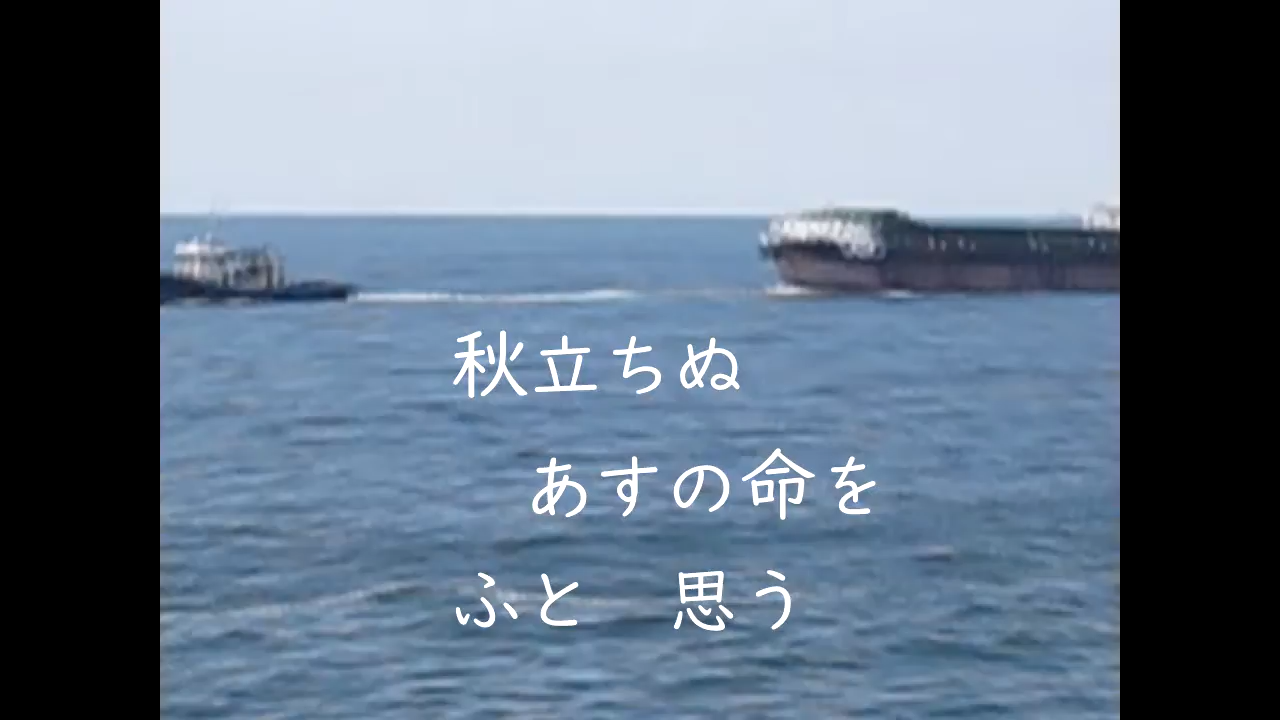 秋立ちぬ
あすの命を
ふと　思う